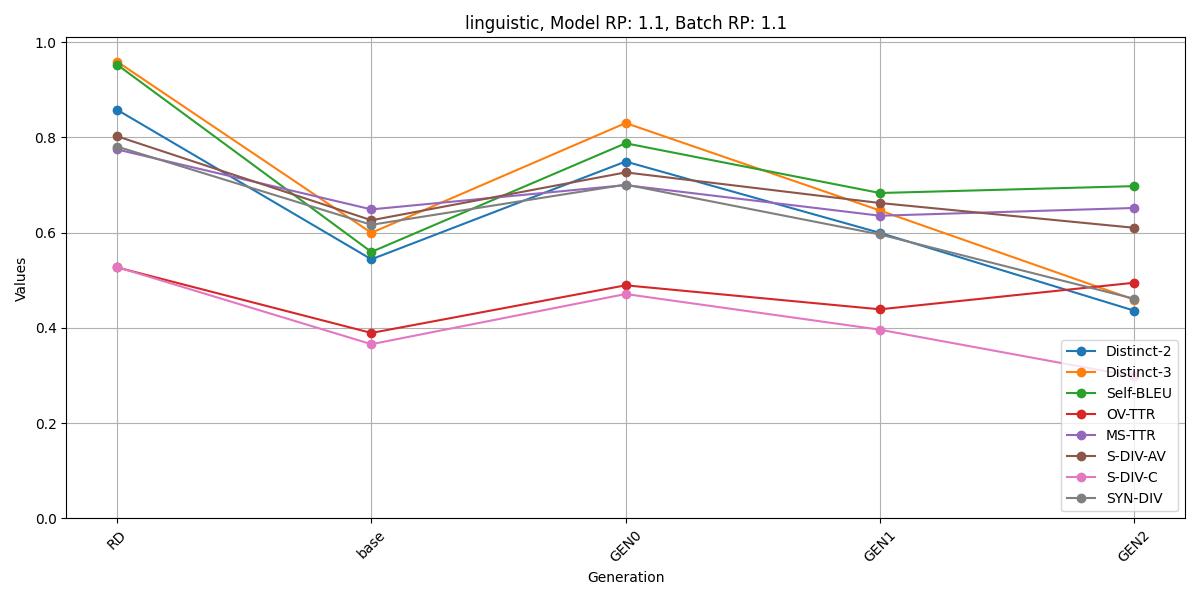 linguistic, Model RP: 1.1, Batch RP: 1.1
1.0
0.8
0.6
0.4
0.2
0.0
Values
RD
base
GEN0
GEN1
GEN2
Generation
Distinct-2
Distinct-3
Self-BLEU
OV-TTR
MS-TTR
S-DIV-AV
S-DIV-C
SYN-DIV